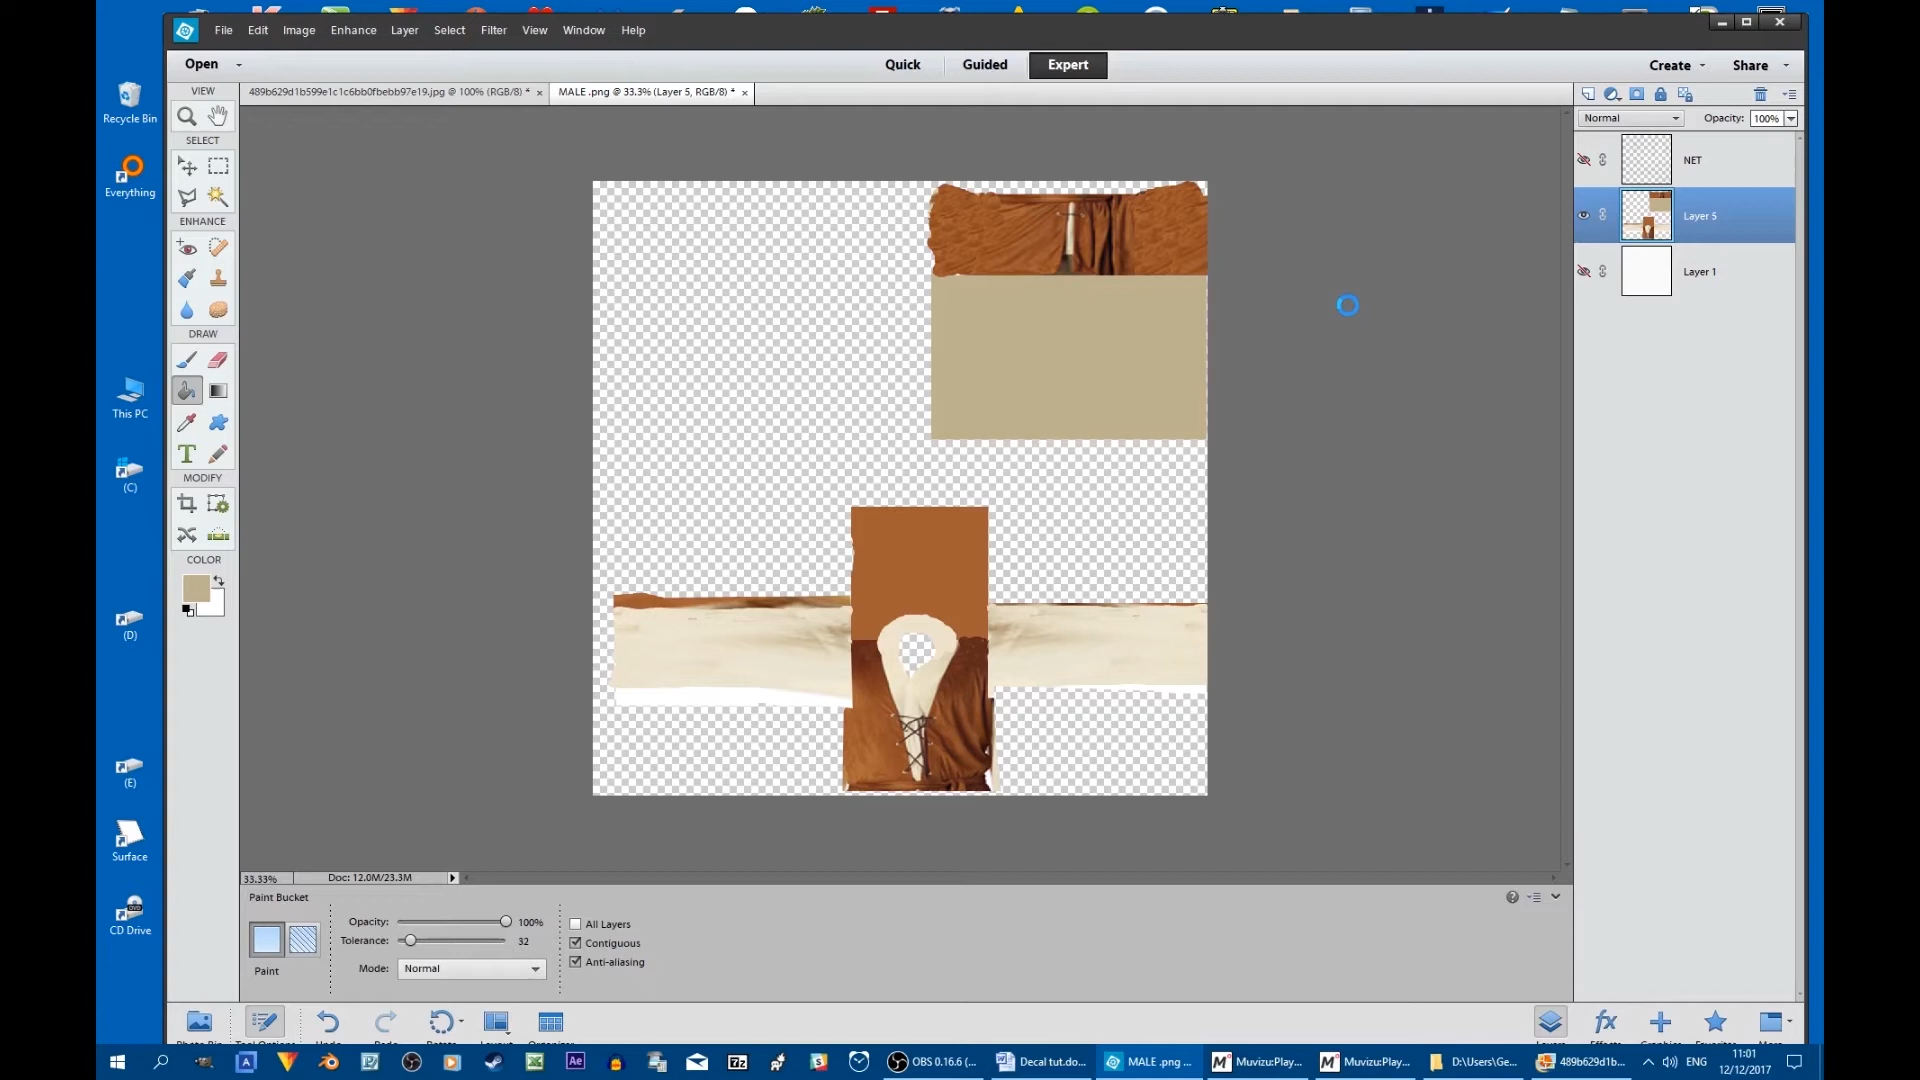 File Edit Image Enhance Layer Select Filter View Window Help
Open
Quick Guided Expert
Create Share
VIEW
489b629d1b599e1c1c6bb0fbebb97e19.jpg @ 100% (RGB/8) *
MALE .png @ 33.3% (Layer 5, RGB/8) *
Recycle Bin
Everything
This PC
(C)
(D)
(E)
Surface
CD Drive
SELECT
ENHANCE
DRAW
MODIFY
COLOR
Normal Opacity: 100%
NET
Layer 5
Layer 1
33.33% Doc: 12.0M/23.3M
Paint Bucket
Opacity: 100%
Tolerance: 32
Mode: Normal
Paint
All Layers
Contiguous
Anti-aliasing
OBS 0.16.6 (...
Decal tut.do...
MALE .png ...
Muvizu:Play...
Muvizu:Play...
D:\Users\Ge...
489b629d1b...
ENG
11:01
12/12/2017